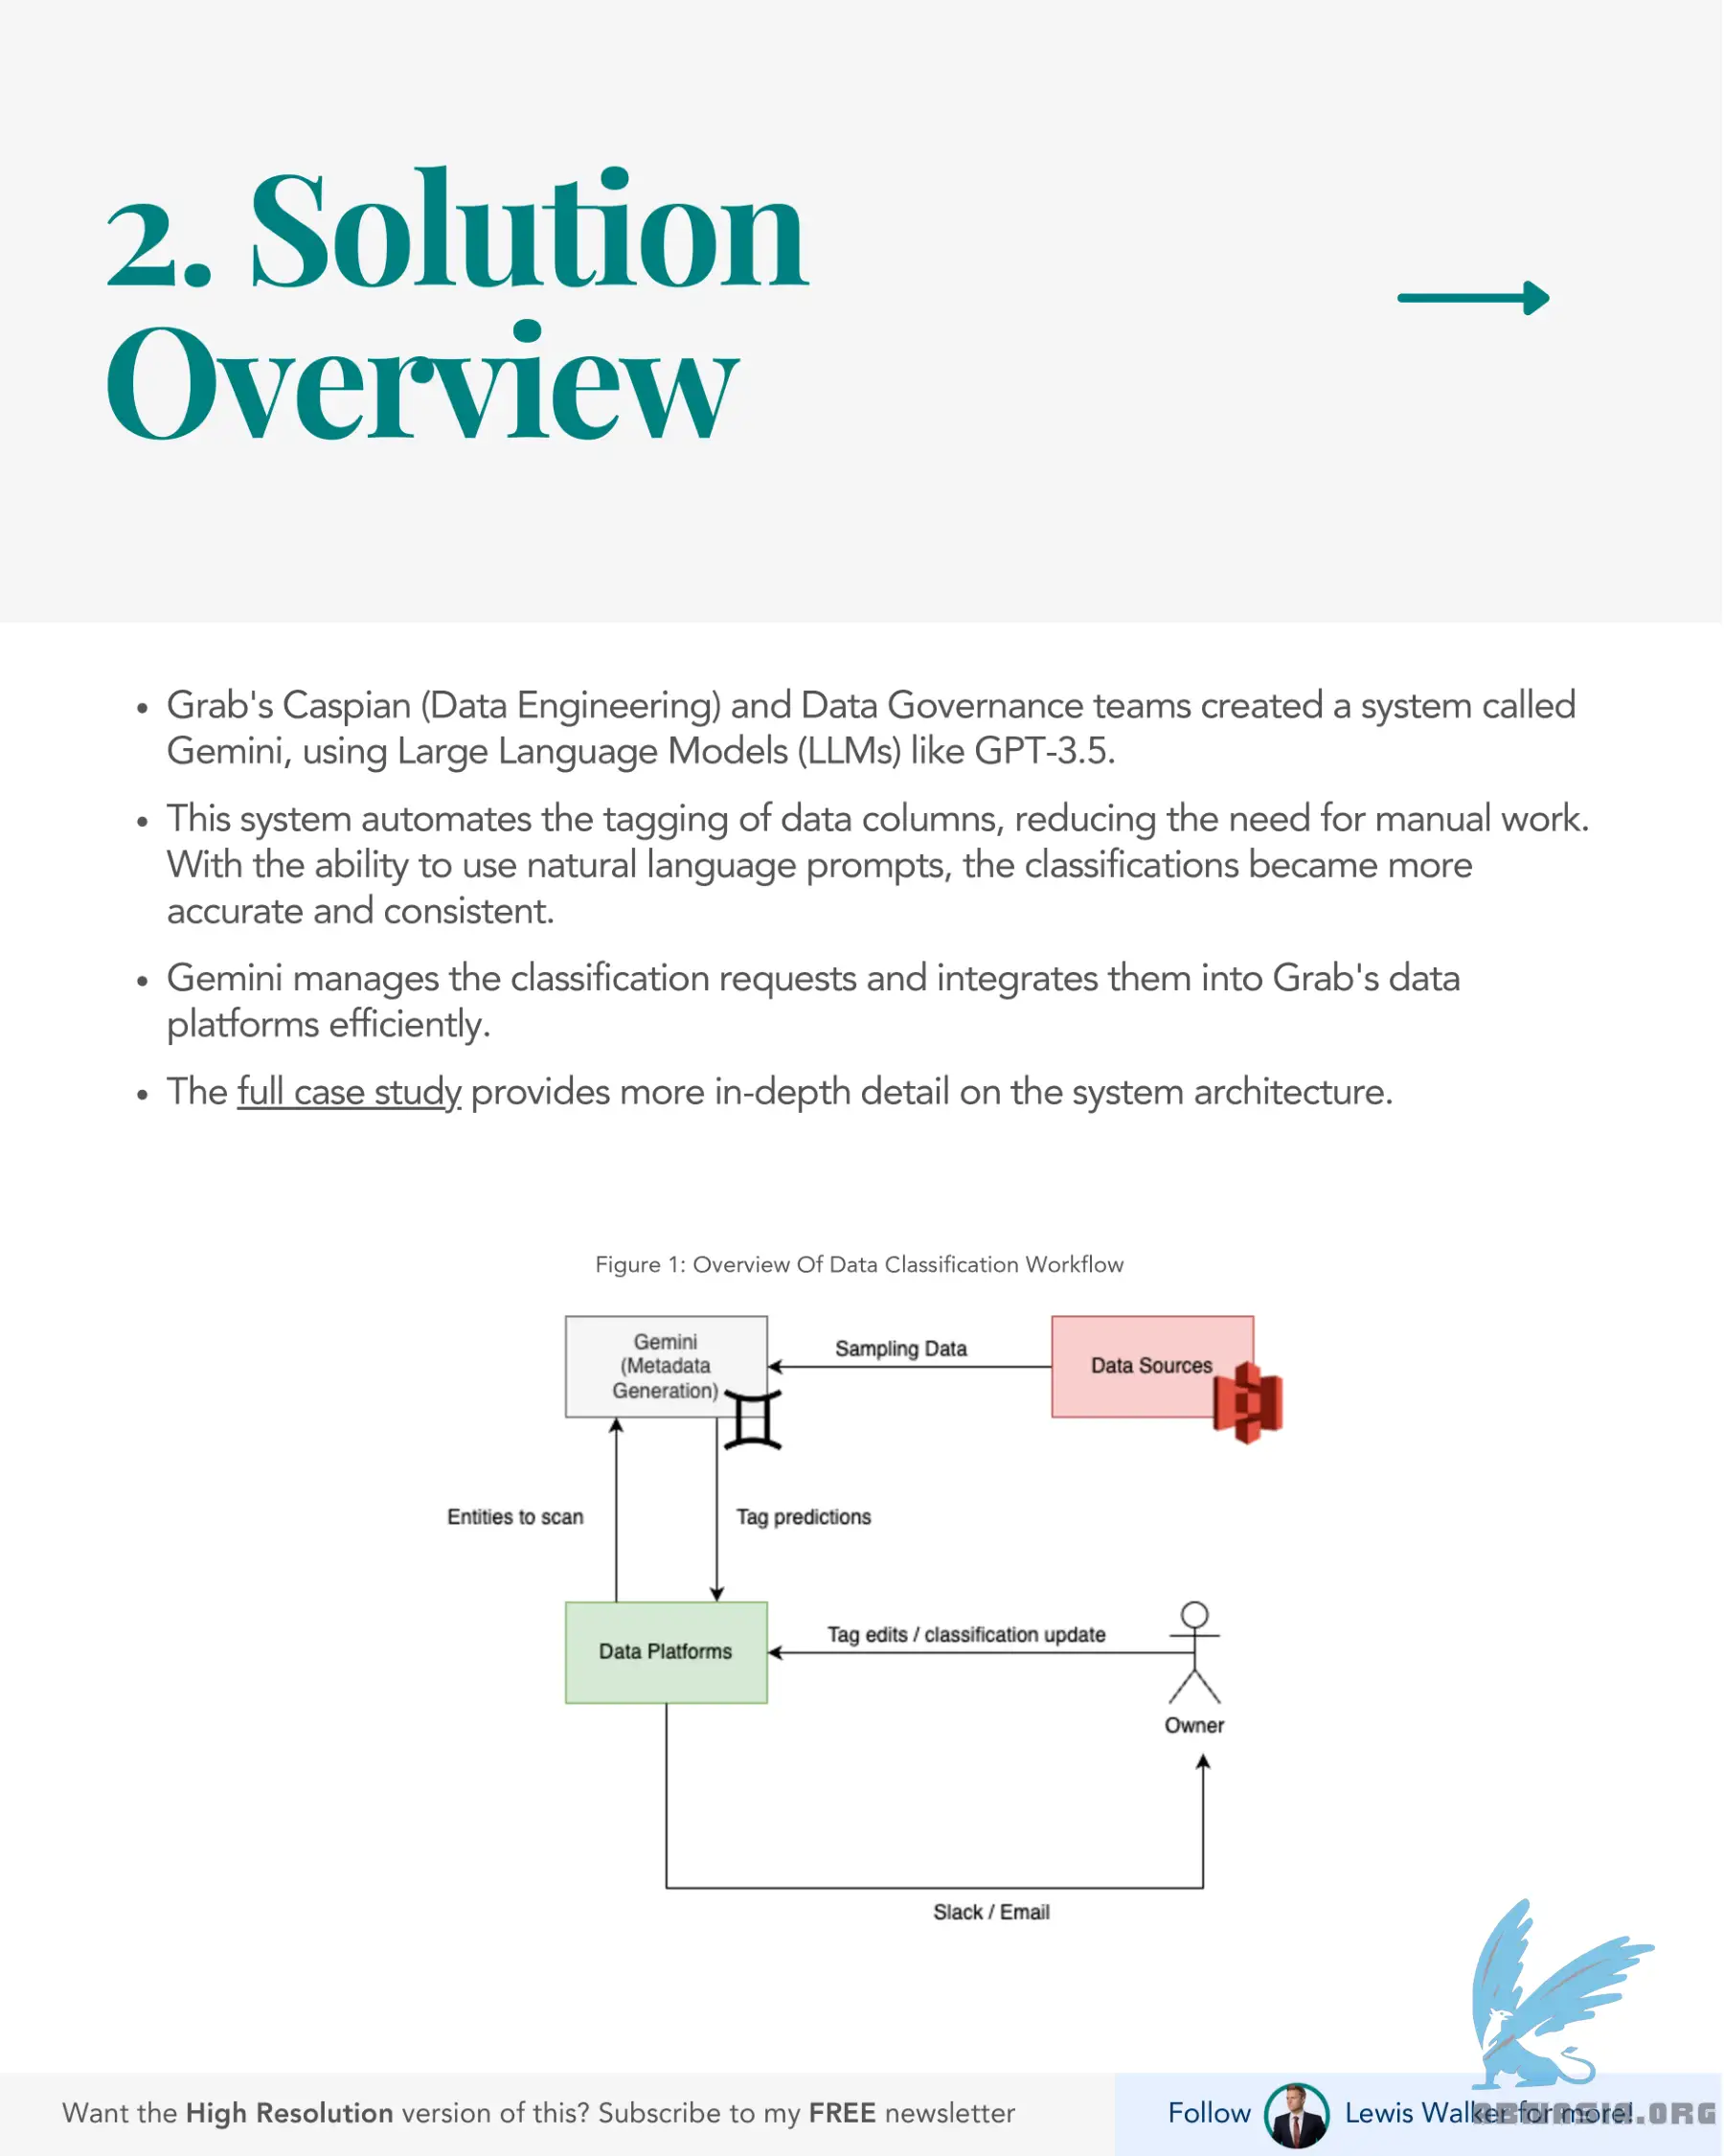 2. Solution
Overview
• Grab's Caspian (Data Engineering) and Data Governance teams created a system called
Gemini, using Large Language Models (LLMs) like GPT-3.5.
• This system automates the tagging of data columns, reducing the need for manual work.
With the ability to use natural language prompts, the classifications became more
accurate and consistent.
• Gemini manages the classification requests and integrates them into Grab's data
platforms efficiently.
• The full case study provides more in-depth detail on the system architecture.
Figure 1: Overview Of Data Classification Workflow
Gemini
(Metadata
Generation)
Sampling Data
Data Sources
Entities to scan
Tag predictions
Data Platforms
Tag edits / classification update
Owner
Slack / Email
Want the High Resolution version of this? Subscribe to my FREE newsletter
Follow
Lewis Walker for more!